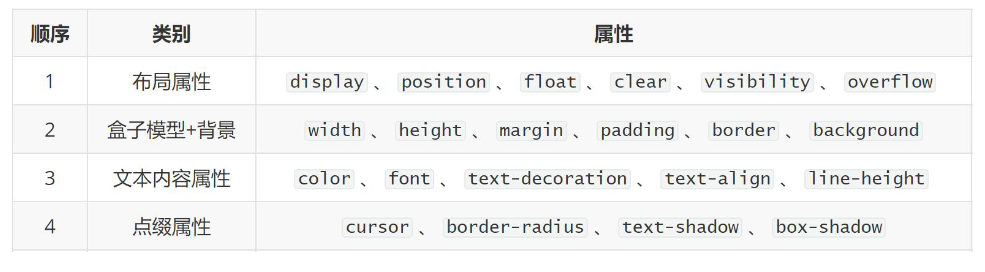 顺序 类别 属性
1 布局属性 display 、 position 、 float 、 clear 、 visibility 、 overflow
2 盒子模型+背景 width 、 height 、 margin 、 padding 、 border 、 background
3 文本内容属性 color 、 font 、 text-decoration 、 text-align 、 line-height
4 点缀属性 cursor 、 border-radius 、 text-shadow 、 box-shadow